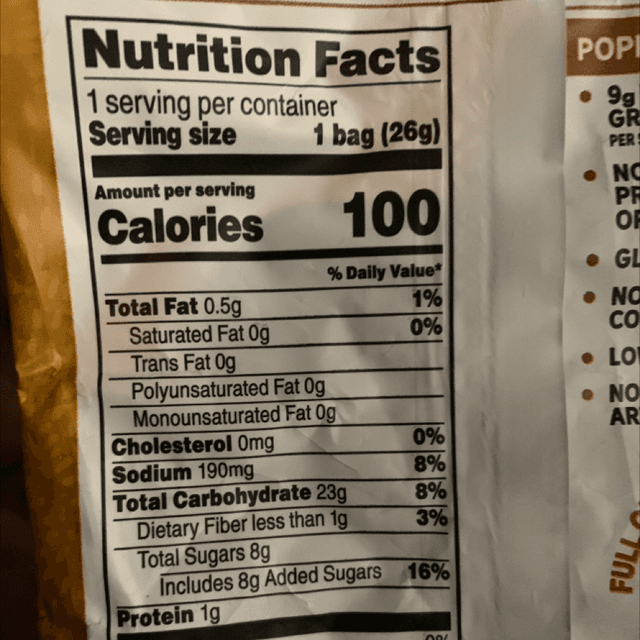 Nutrition Facts
1 serving per container
Serving size 1 bag (26g)
Amount per serving
Calories 100
% Daily Value*
Total Fat 0.5g 1%
Saturated Fat 0g 0%
Trans Fat 0g
Polyunsaturated Fat 0g
Monounsaturated Fat 0g
Cholesterol 0mg 0%
Sodium 190mg 8%
Total Carbohydrate 23g 8%
Dietary Fiber less than 1g 3%
Total Sugars 8g
Includes 8g Added Sugars 16%
Protein 1g
• 9g
GR
PER
• NO
PR
OF
• GL
• NO
CO
• LO
• NO
AR
FULL